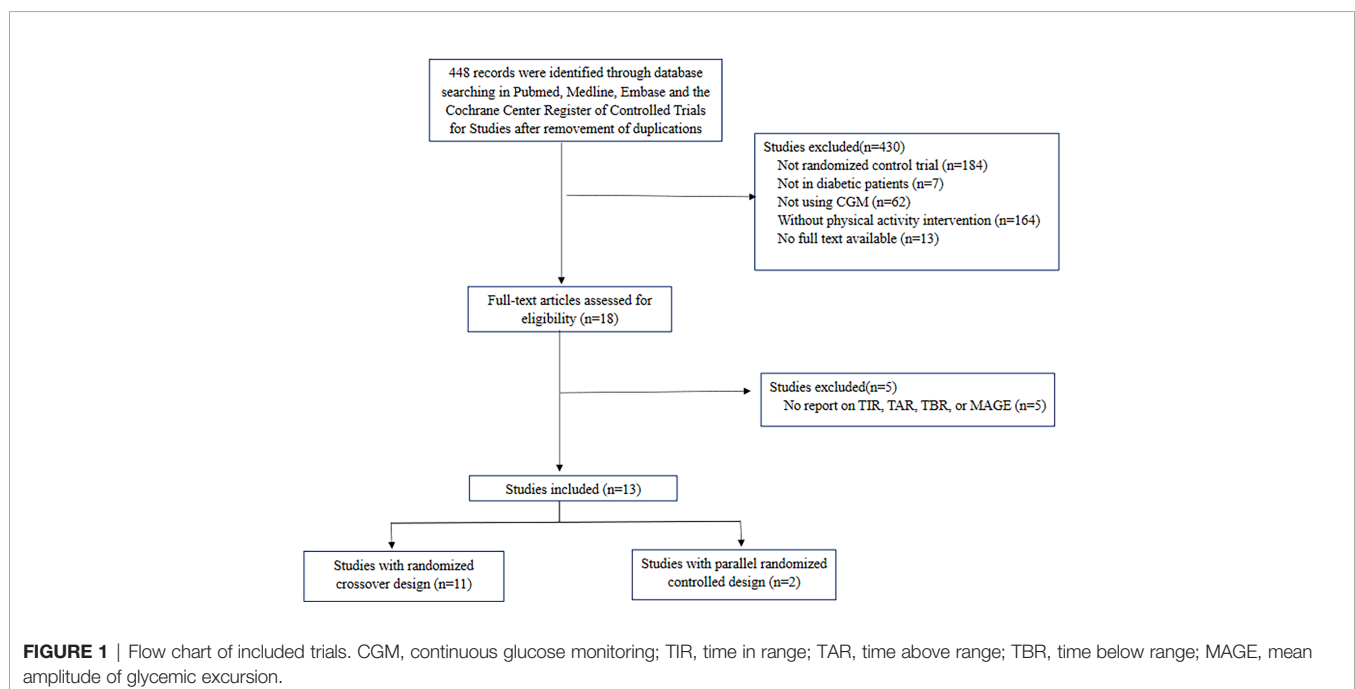 448 records were identified through database
searching in Pubmed, Medline, Embase and the
Cochrane Center Register of Controlled Trials
for Studies after removement of duplications
Studies excluded(n=430)
Not randomized control trial (n=184)
Not in diabetic patients (n=7)
Not using CGM (n=62)
Without physical activity intervention (n=164)
No full text available (n=13)
Full-text articles assessed for
eligibility (n=18)
Studies excluded(n=5)
No report on TIR, TAR, TBR, or MAGE (n=5)
Studies included (n=13)
Studies with randomized
crossover design (n=11)
Studies with parallel randomized
controlled design (n=2)
FIGURE 1 | Flow chart of included trials. CGM, continuous glucose monitoring; TIR, time in range; TAR, time above range; TBR, time below range; MAGE, mean
amplitude of glycemic excursion.